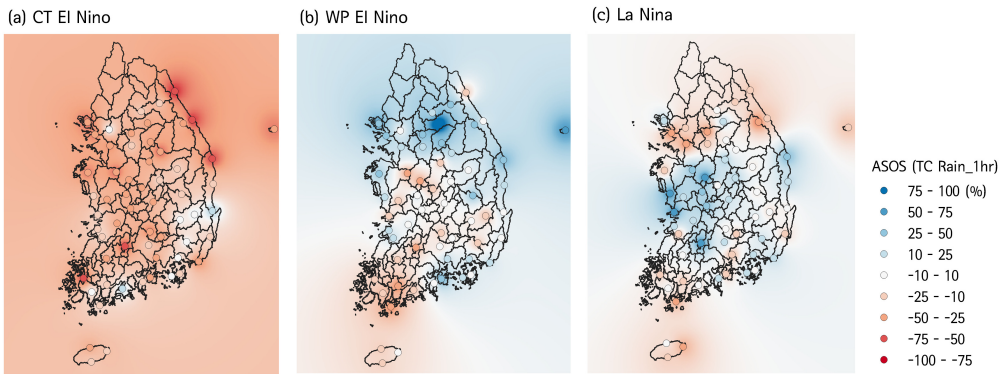 (a) CT El Nino
(b) WP El Nino
(c) La Nina
ASOS (TC Rain_1hr)
75 - 100 (%)
50 - 75
25 - 50
10 - 25
-10 - 10
-25 - -10
-50 - -25
-75 - -50
-100 - -75